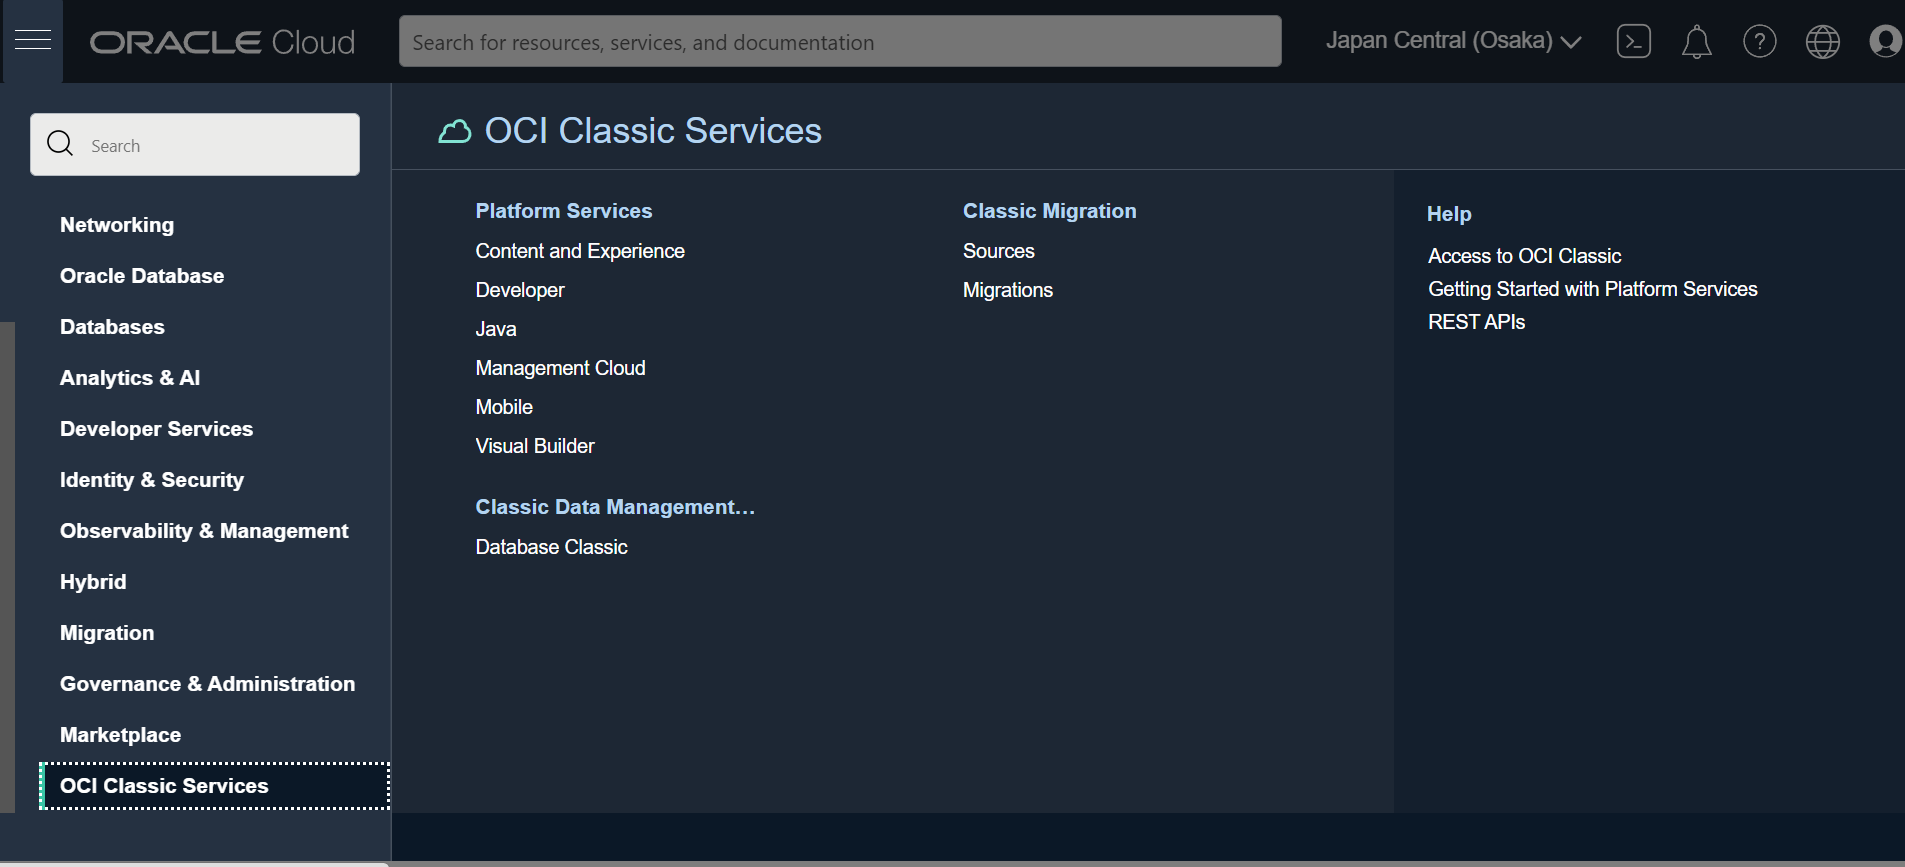 ORACLE Cloud
Search for resources, services, and documentation
Japan Central (Osaka)
Search
Networking
Oracle Database
Databases
Analytics & AI
Developer Services
Identity & Security
Observability & Management
Hybrid
Migration
Governance & Administration
Marketplace
OCI Classic Services
OCI Classic Services
Platform Services
Content and Experience
Developer
Java
Management Cloud
Mobile
Visual Builder
Classic Data Management...
Database Classic
Classic Migration
Sources
Migrations
Help
Access to OCI Classic
Getting Started with Platform Services
REST APIs